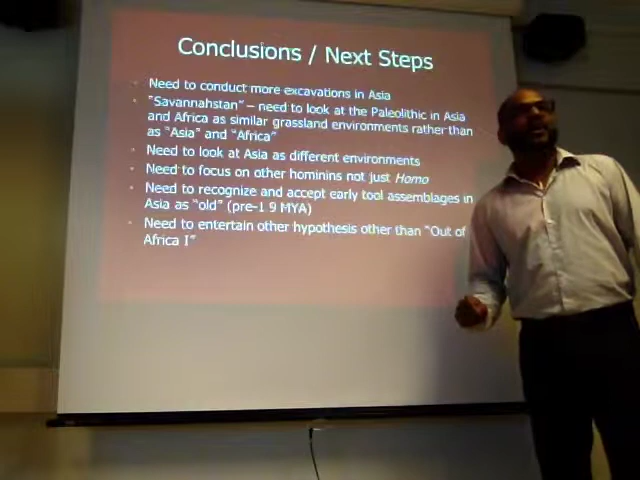 Conclusions / Next Steps
Need to conduct more excavations in Asia
"Savannahstan" – need to look at the Paleolithic in Asia
and Africa as similar grassland environments rather than
as "Asia" and "Africa"
Need to look at Asia as different environments
Need to focus on other hominins not just Homo
Need to recognize and accept early tool assemblages in
Asia as "old" (pre-1.9 MYA)
Need to entertain other hypothesis other than "Out of
Africa I"